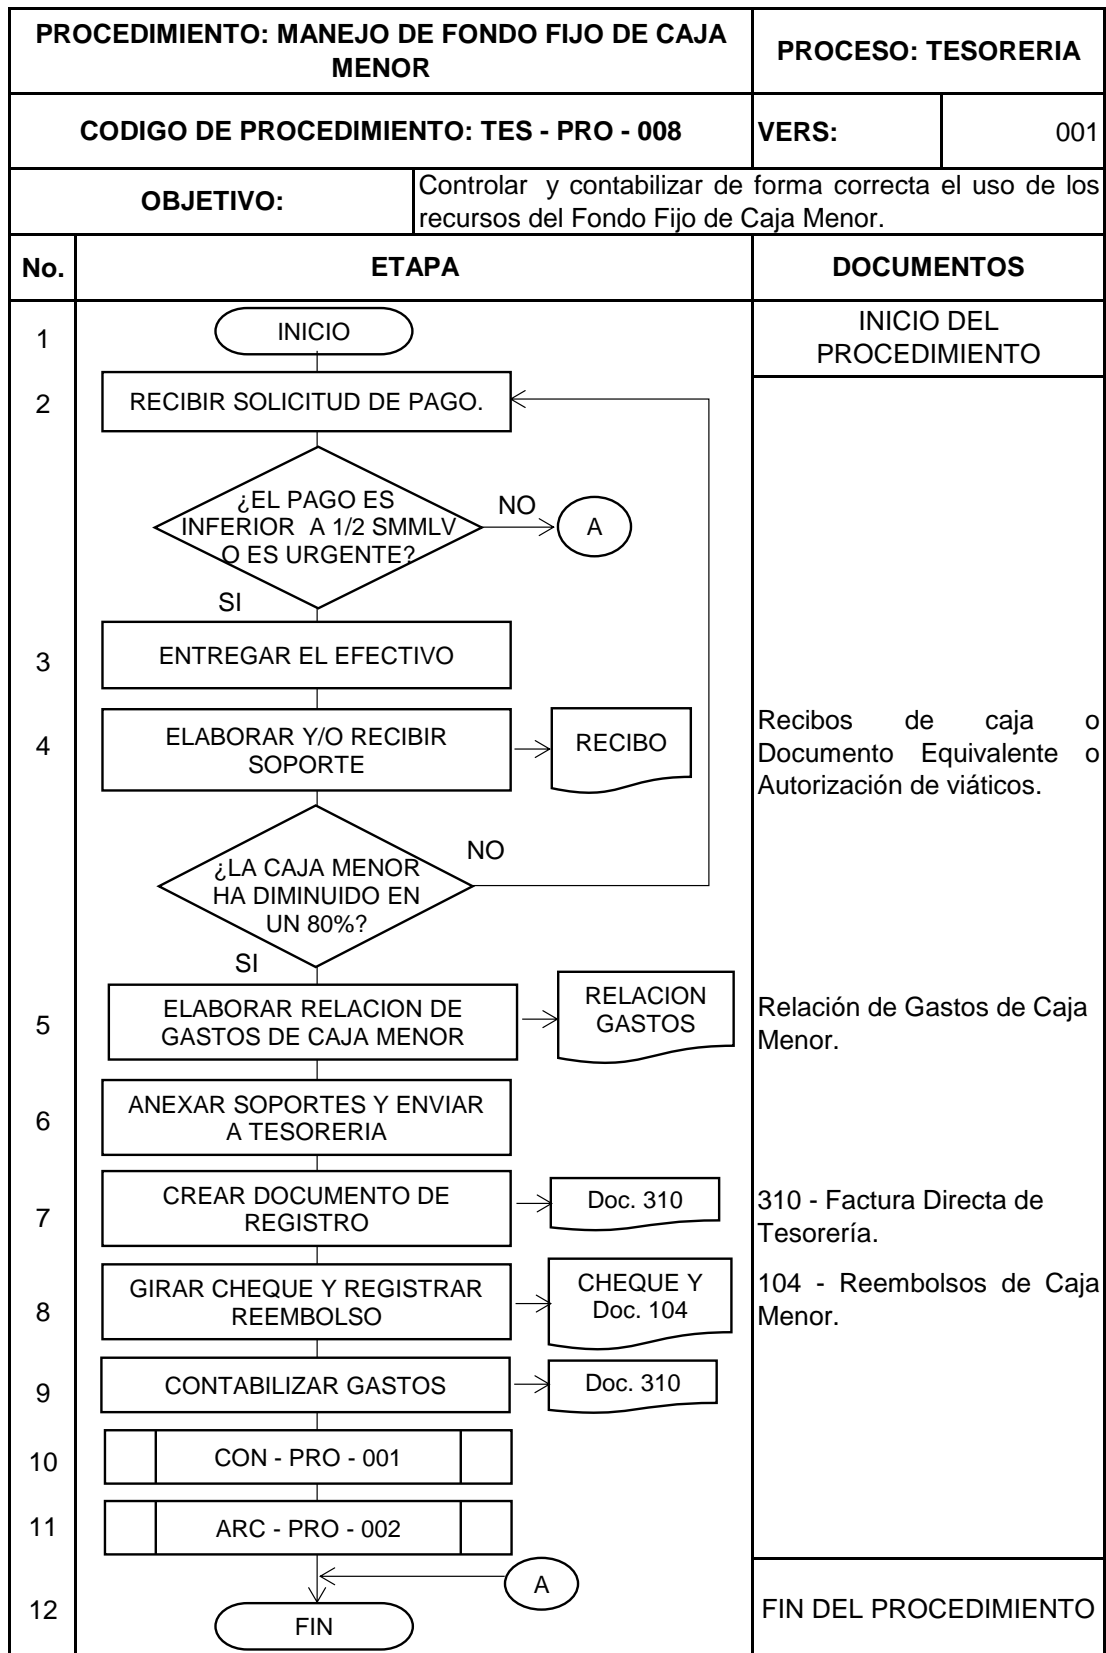 PROCEDIMIENTO: MANEJO DE FONDO FIJO DE CAJA
MENOR
PROCESO: TESORERIA
CODIGO DE PROCEDIMIENTO: TES - PRO - 008
VERS:
001
OBJETIVO:
Controlar y contabilizar de forma correcta el uso de los
recursos del Fondo Fijo de Caja Menor.
No.
ETAPA
DOCUMENTOS
1
INICIO
INICIO DEL
PROCEDIMIENTO
2
RECIBIR SOLICITUD DE PAGO.
¿EL PAGO ES
INFERIOR A 1/2 SMMLV
O ES URGENTE?
NO
A
SI
3
ENTREGAR EL EFECTIVO
4
ELABORAR Y/O RECIBIR
SOPORTE
RECIBO
Recibos de caja o
Documento Equivalente o
Autorización de viáticos.
¿LA CAJA MENOR
HA DIMINUIDO EN
UN 80%?
NO
SI
5
ELABORAR RELACION DE
GASTOS DE CAJA MENOR
RELACION
GASTOS
Relación de Gastos de Caja
Menor.
6
ANEXAR SOPORTES Y ENVIAR
A TESORERIA
7
CREAR DOCUMENTO DE
REGISTRO
Doc. 310
310 - Factura Directa de
Tesorería.
8
GIRAR CHEQUE Y REGISTRAR
REEMBOLSO
CHEQUE Y
Doc. 104
104 - Reembolsos de Caja
Menor.
9
CONTABILIZAR GASTOS
Doc. 310
10
CON - PRO - 001
11
ARC - PRO - 002
A
12
FIN
FIN DEL PROCEDIMIENTO